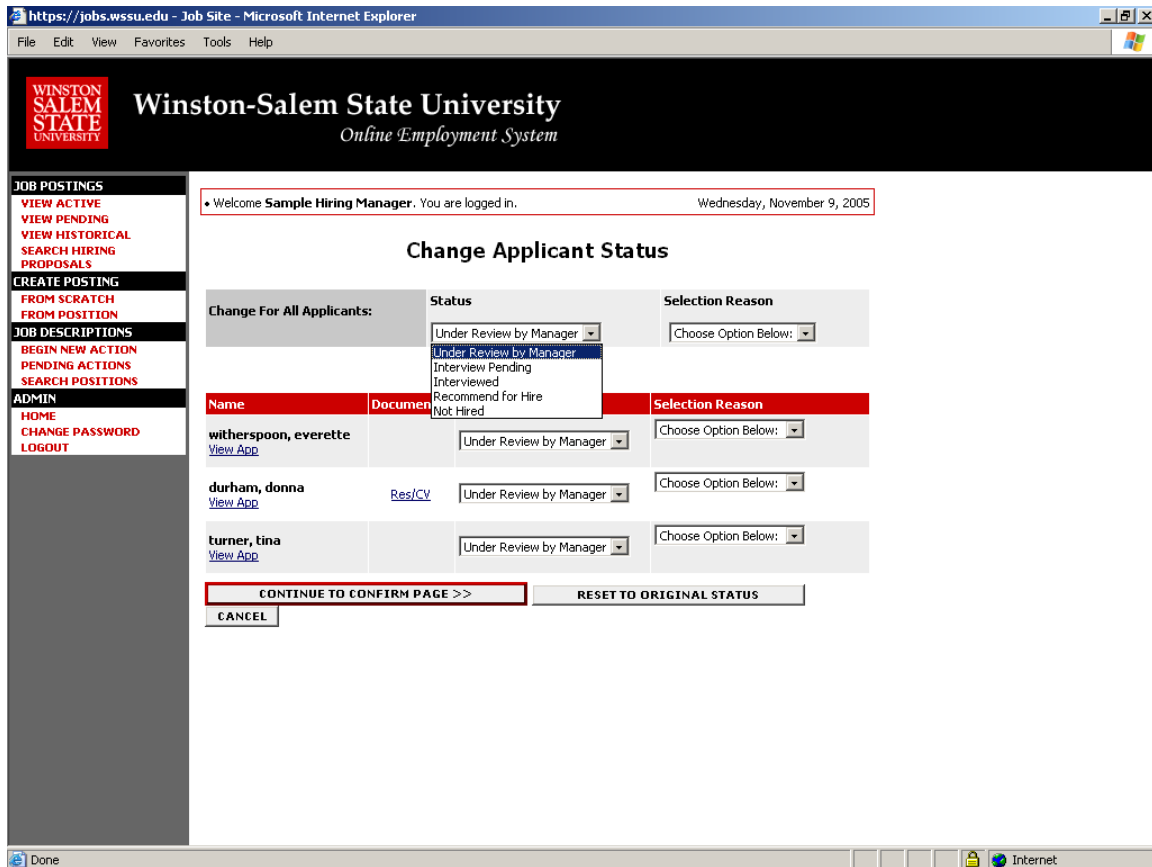 https://jobs.wssu.edu - Job Site - Microsoft Internet Explorer
File Edit View Favorites Tools Help
WINSTON
SALEM
STATE
UNIVERSITY
Winston-Salem State University
Online Employment System
JOB POSTINGS
VIEW ACTIVE
VIEW PENDING
VIEW HISTORICAL
SEARCH HIRING
PROPOSALS
CREATE POSTING
FROM SCRATCH
FROM POSITION
JOB DESCRIPTIONS
BEGIN NEW ACTION
PENDING ACTIONS
SEARCH POSITIONS
ADMIN
HOME
CHANGE PASSWORD
LOGOUT
• Welcome Sample Hiring Manager. You are logged in. Wednesday, November 9, 2005
Change Applicant Status
Change For All Applicants: Status Selection Reason
Under Review by Manager Choose Option Below:
Under Review by Manager
Interview Pending
Interviewed
Recommend for Hire
Not Hired
Name Documen Selection Reason
witherspoon, everette Under Review by Manager Choose Option Below:
View App
durham, donna Res/CV Under Review by Manager Choose Option Below:
View App
turner, tina Under Review by Manager Choose Option Below:
View App
CONTINUE TO CONFIRM PAGE >> RESET TO ORIGINAL STATUS
CANCEL
Done Internet